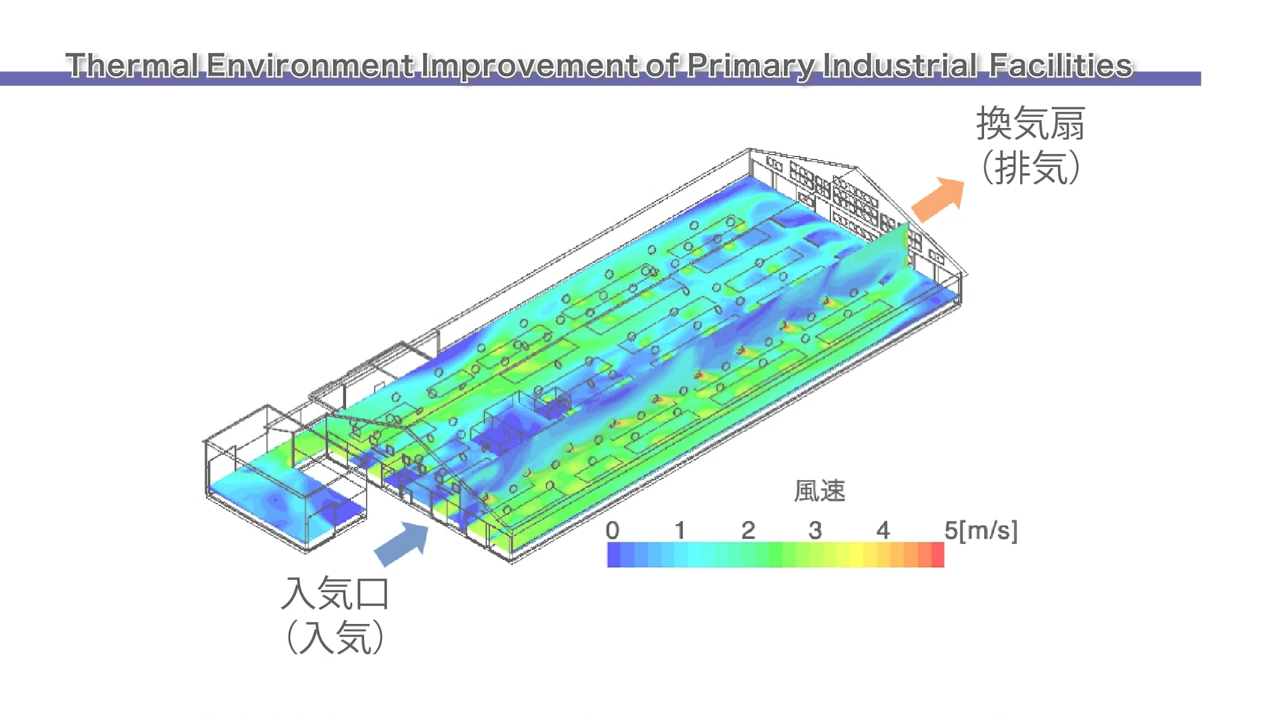 Thermal Environment Improvement of Primary Industrial Facilities
換気扇
（排気）
風速
0 1 2 3 4 5[m/s]
入気口
（入気）